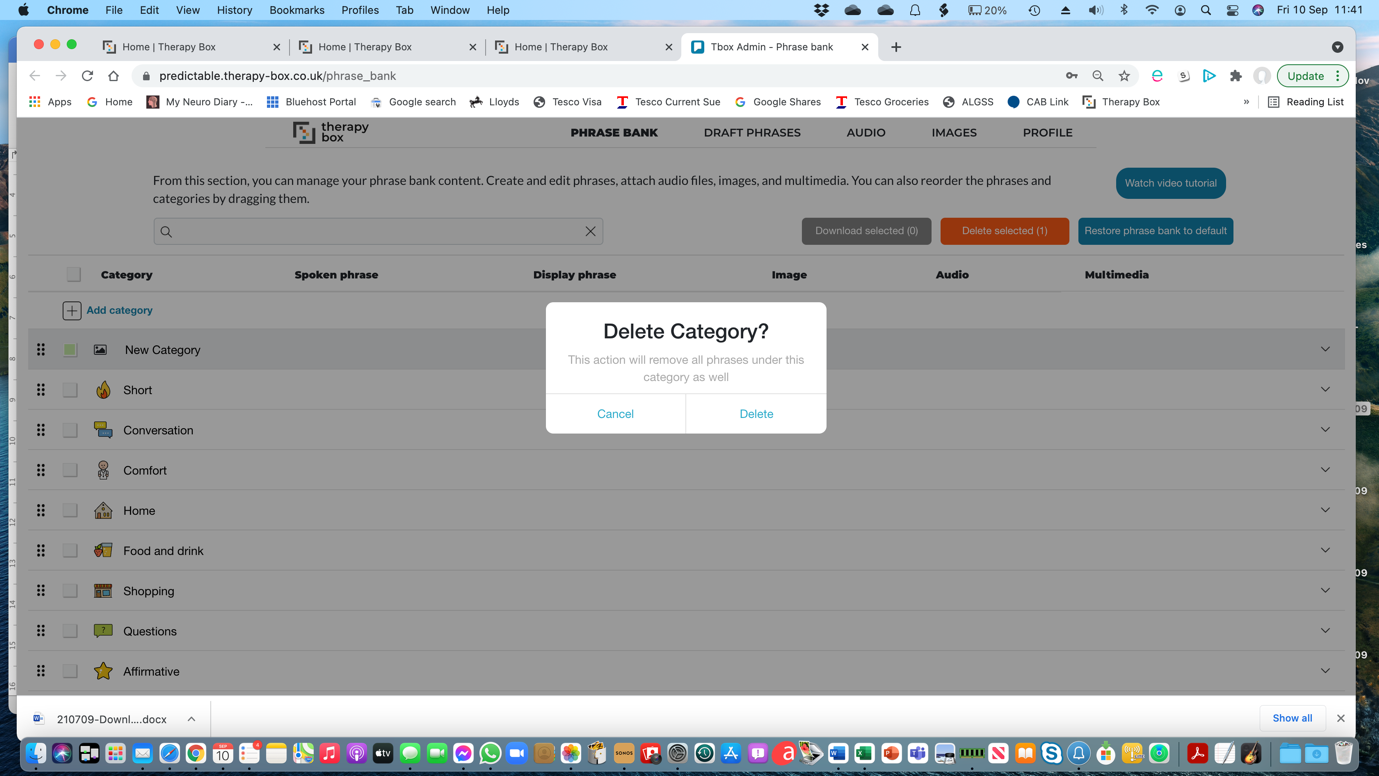 Chrome File Edit View History Bookmarks Profiles Tab Window Help 20% Fri 10 Sep 11:41
Home | Therapy Box Home | Therapy Box Home | Therapy Box Tbox Admin - Phrase bank
predictable.therapy-box.co.uk/phrase_bank Update
Apps Home My Neuro Diary -... Bluehost Portal Google search Lloyds Tesco Visa Tesco Current Sue Google Shares Tesco Groceries ALGSS CAB Link Therapy Box » Reading List
therapy
box
PHRASE BANK DRAFT PHRASES AUDIO IMAGES PROFILE
From this section, you can manage your phrase bank content. Create and edit phrases, attach audio files, images, and multimedia. You can also reorder the phrases and
categories by dragging them.
Watch video tutorial
Download selected (0) Delete selected (1) Restore phrase bank to default
Category Spoken phrase Display phrase Image Audio Multimedia
Add category
Delete Category?
This action will remove all phrases under this
category as well
Cancel Delete
New Category
Short
Conversation
Comfort
Home
Food and drink
Shopping
Questions
Affirmative
210709-Downl....docx Show all